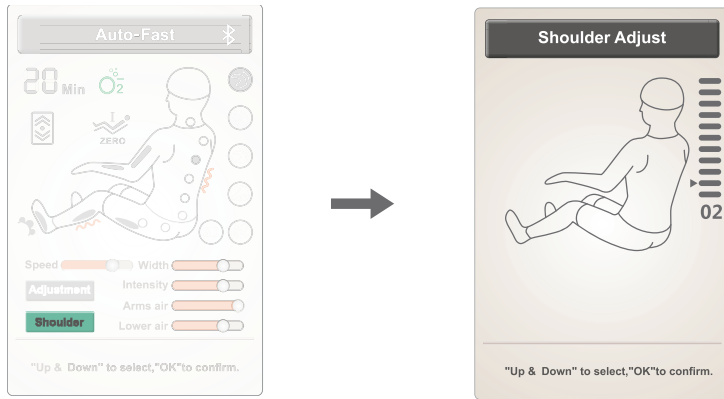 Auto-Fast
20 Min
O2
ZERO
Speed
Width
Intensity
Adjustment
Arms air
Shoulder
Lower air
"Up & Down" to select,"OK"to confirm.
Shoulder Adjust
02
"Up & Down" to select,"OK"to confirm.